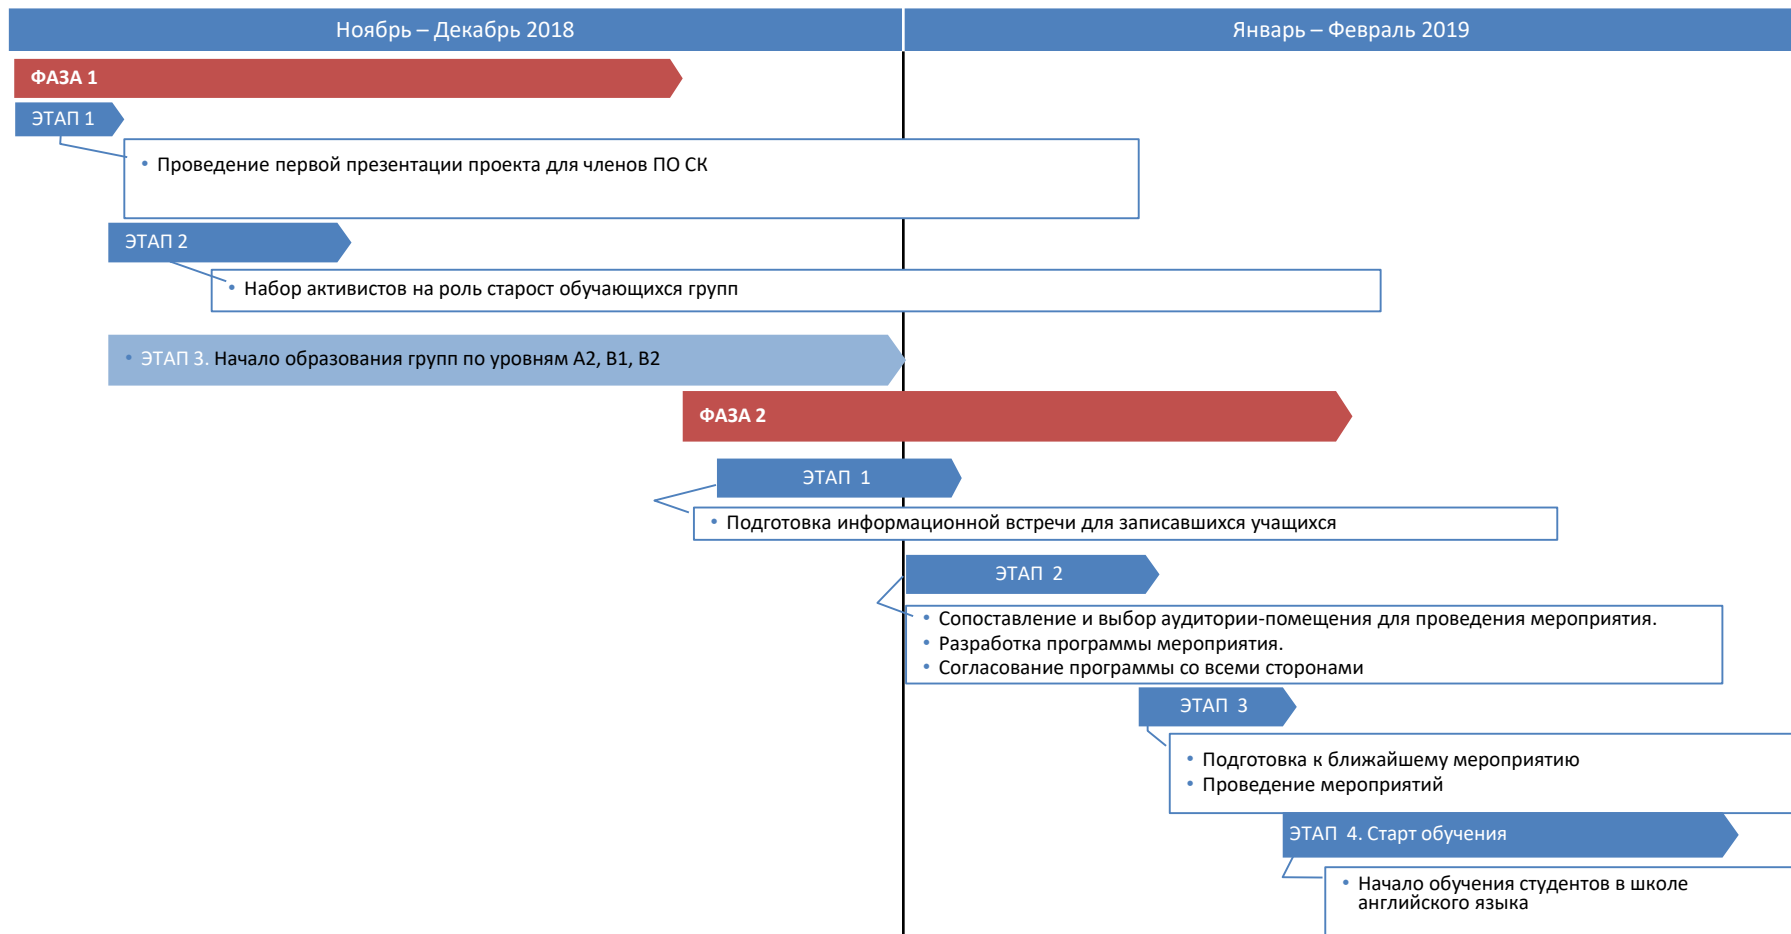 Ноябрь – Декабрь 2018
Январь – Февраль 2019
ФАЗА 1
ЭТАП 1
• Проведение первой презентации проекта для членов ПО СК
ЭТАП 2
• Набор активистов на роль старост обучающихся групп
• ЭТАП 3. Начало образования групп по уровням А2, В1, В2
ФАЗА 2
ЭТАП 1
• Подготовка информационной встречи для записавшихся учащихся
ЭТАП 2
• Сопоставление и выбор аудитории-помещения для проведения мероприятия.
• Разработка программы мероприятия.
• Согласование программы со всеми сторонами
ЭТАП 3
• Подготовка к ближайшему мероприятию
• Проведение мероприятий
ЭТАП 4. Старт обучения
• Начало обучения студентов в школе
английского языка